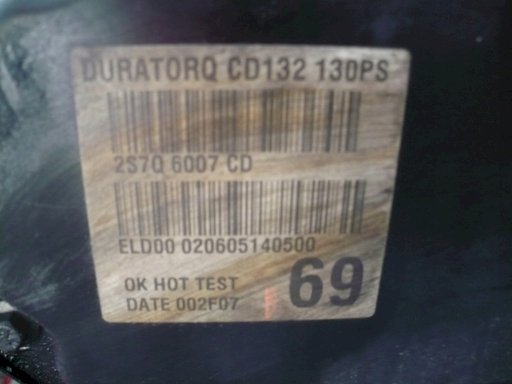 DURATORQ CD132 130PS
2S7Q 6007 CD
ELD00 020605140500
OK HOT TEST
DATE 002F07
69